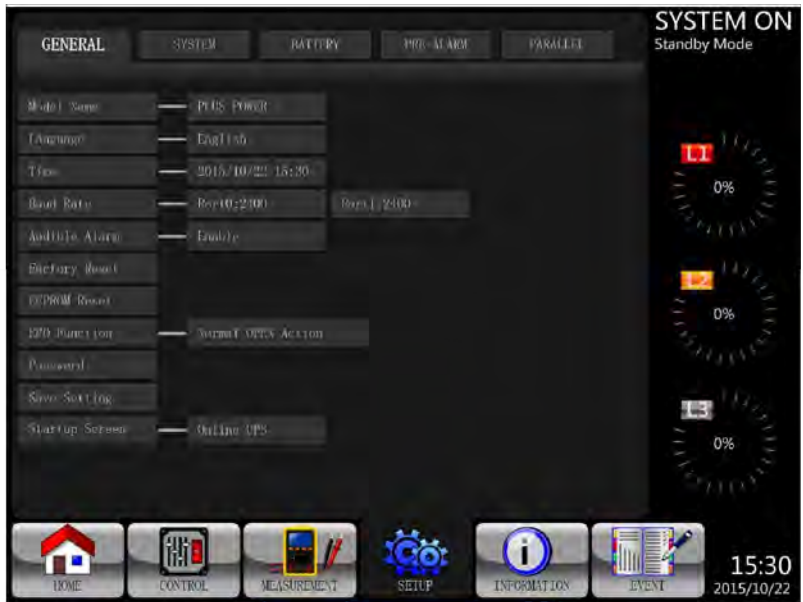 SYSTEM ON
Standby Mode
GENERAL SYSTEM BATTERY PRE-ALARM PARALLEL
Model Name PLUS POWER
Language English
Time 2015/10/22 15:30
Baud Rate Port0:2400 Port1:2400
Audible Alarm Enable
Factory Reset
EEPROM Reset
EPO Function Normal OPEN Action
Password
Save Setting
Startup Screen Online UPS
L1
0%
L2
0%
L3
0%
HOME CONTROL MEASUREMENT SETUP INFORMATION EVENT
15:30
2015/10/22